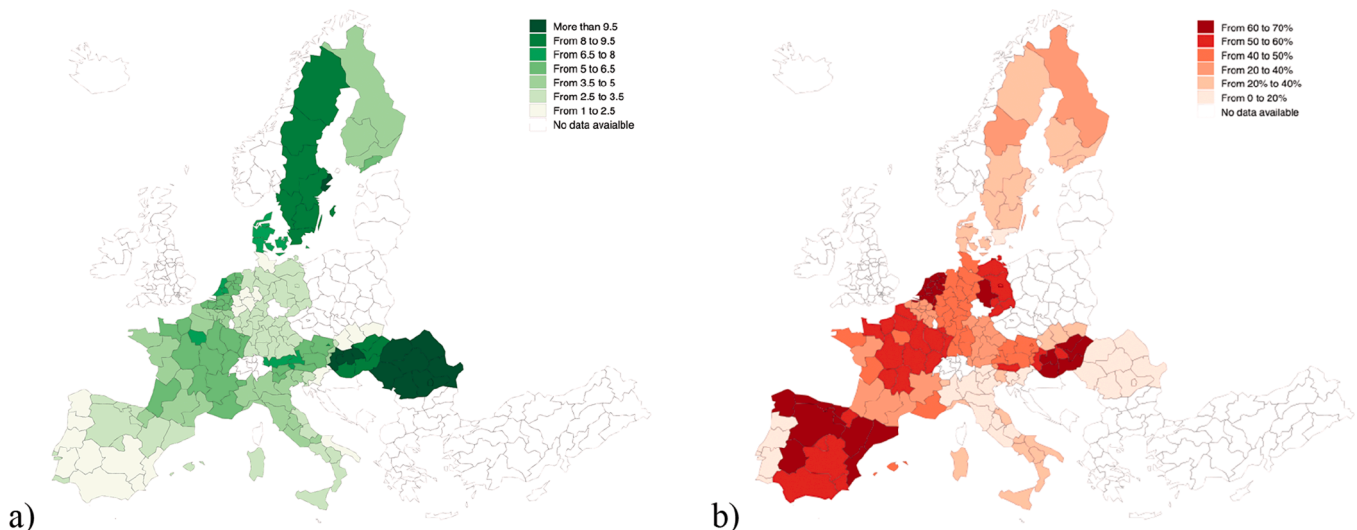 More than 9.5
From 8 to 9.5
From 6.5 to 8
From 5 to 6.5
From 3.5 to 5
From 2.5 to 3.5
From 1 to 2.5
No data avaialble
a)
From 60 to 70%
From 50 to 60%
From 40 to 50%
From 20 to 40%
From 20% to 40%
From 0 to 20%
No data available
b)